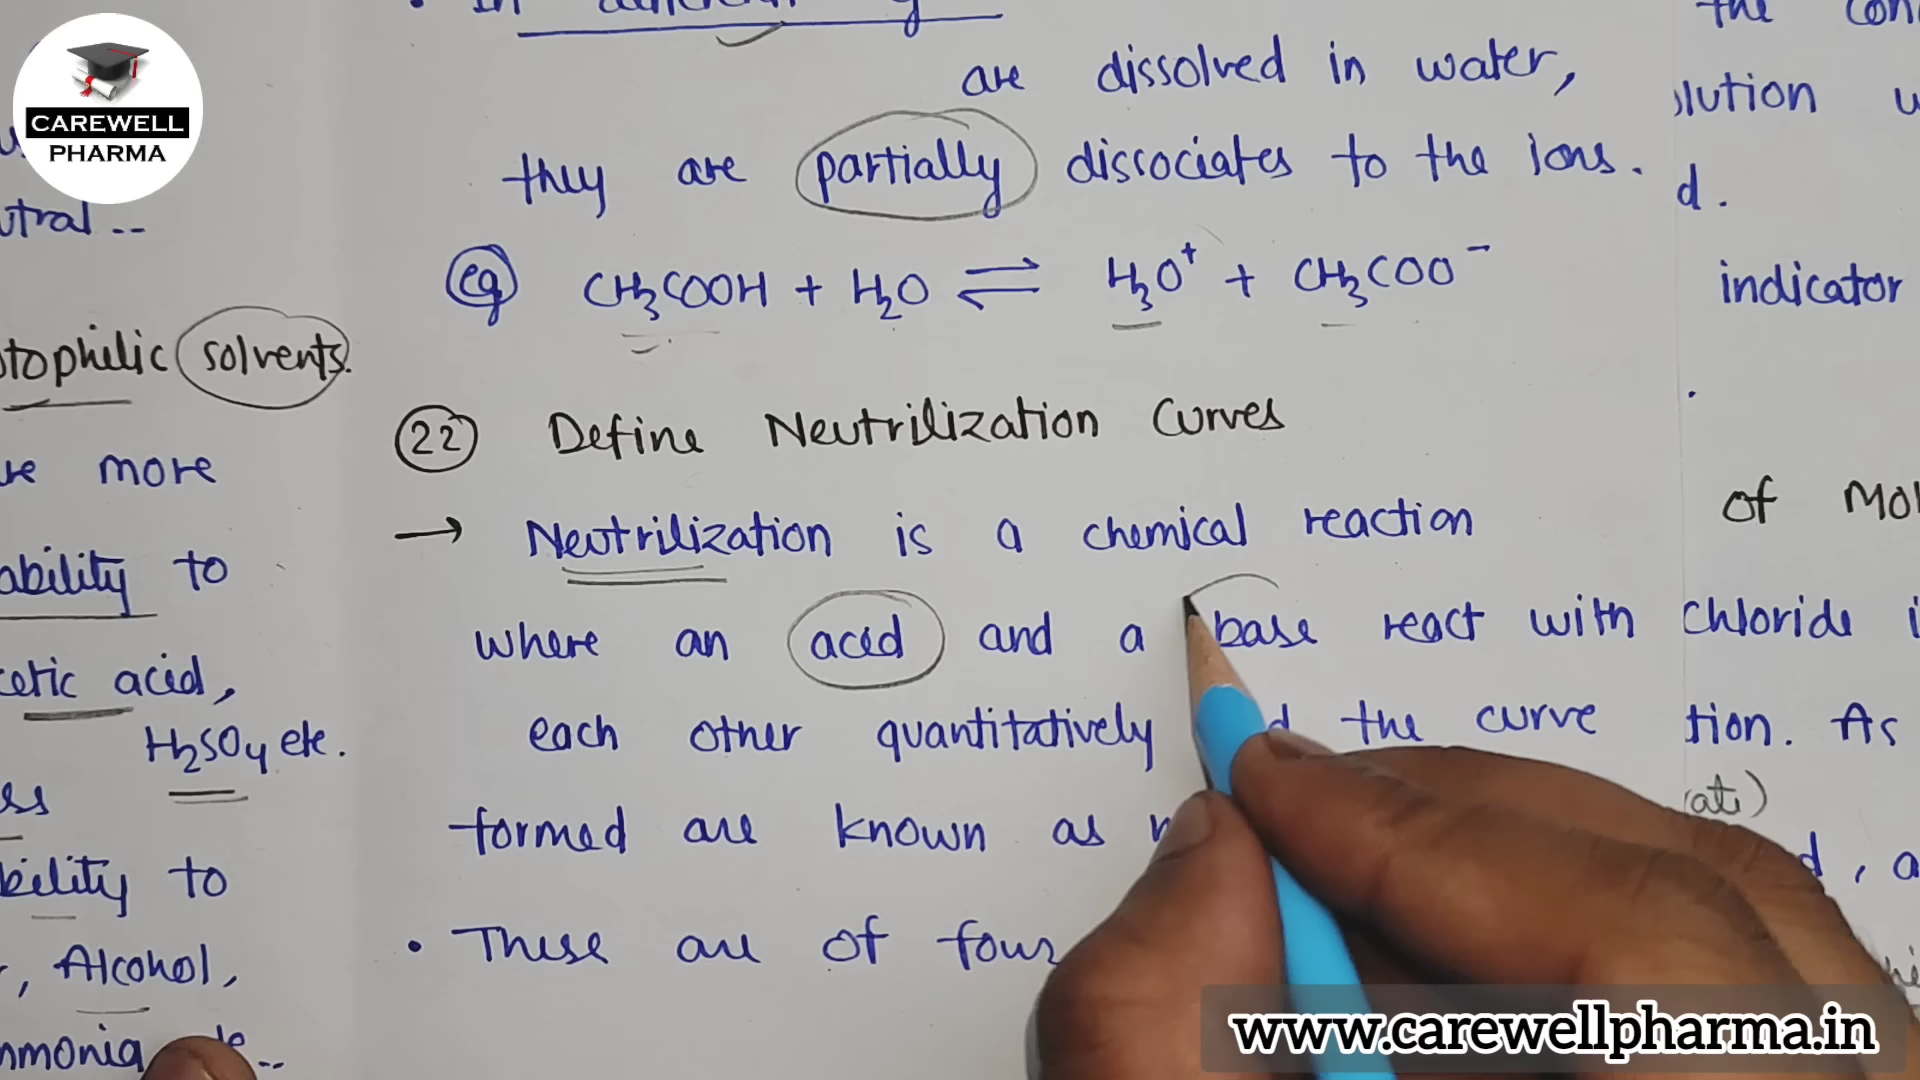 CAREWELL
PHARMA
are dissolved in water,
they are partially dissociates to the ions.
eg CH3COOH + H2O ⇌ H3O+ + CH3COO-
22 Define Neutrilization Curves
→ Neutrilization is a chemical reaction
where an acid and a base react with
each other quantitatively the curve
formed are known as
• These are of four
solvents.
more
ability to
acid,
H2SO4 etc.
to
, Alcohol,
the
d.
indicator
of
chloride
tion. As
www.carewellpharma.in